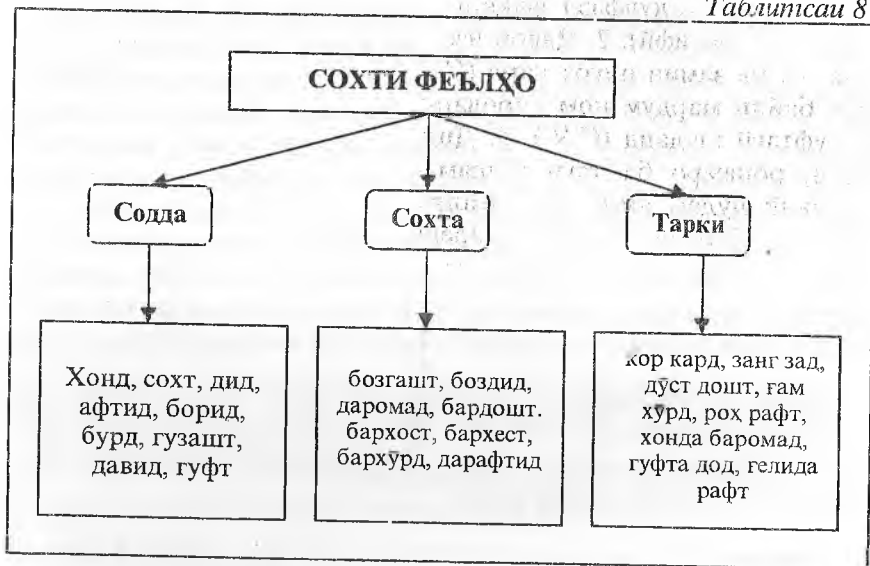 Таблитсаи 8
СОХТИ ФЕЪЛҲО
Содда
Сохта
Тарки
Хонд, сохт, дид,
афтид, борид,
бурд, гузашт,
давид, гуфт
бозгашт, боздид,
даромад, бардошт.
бархост, бархест,
бархӯрд, дарафтид
кор кард, занг зад,
дӯст дошт, ғам
хӯрд, роҳ рафт,
хонда баромад,
гуфта дод, ғелида
рафт